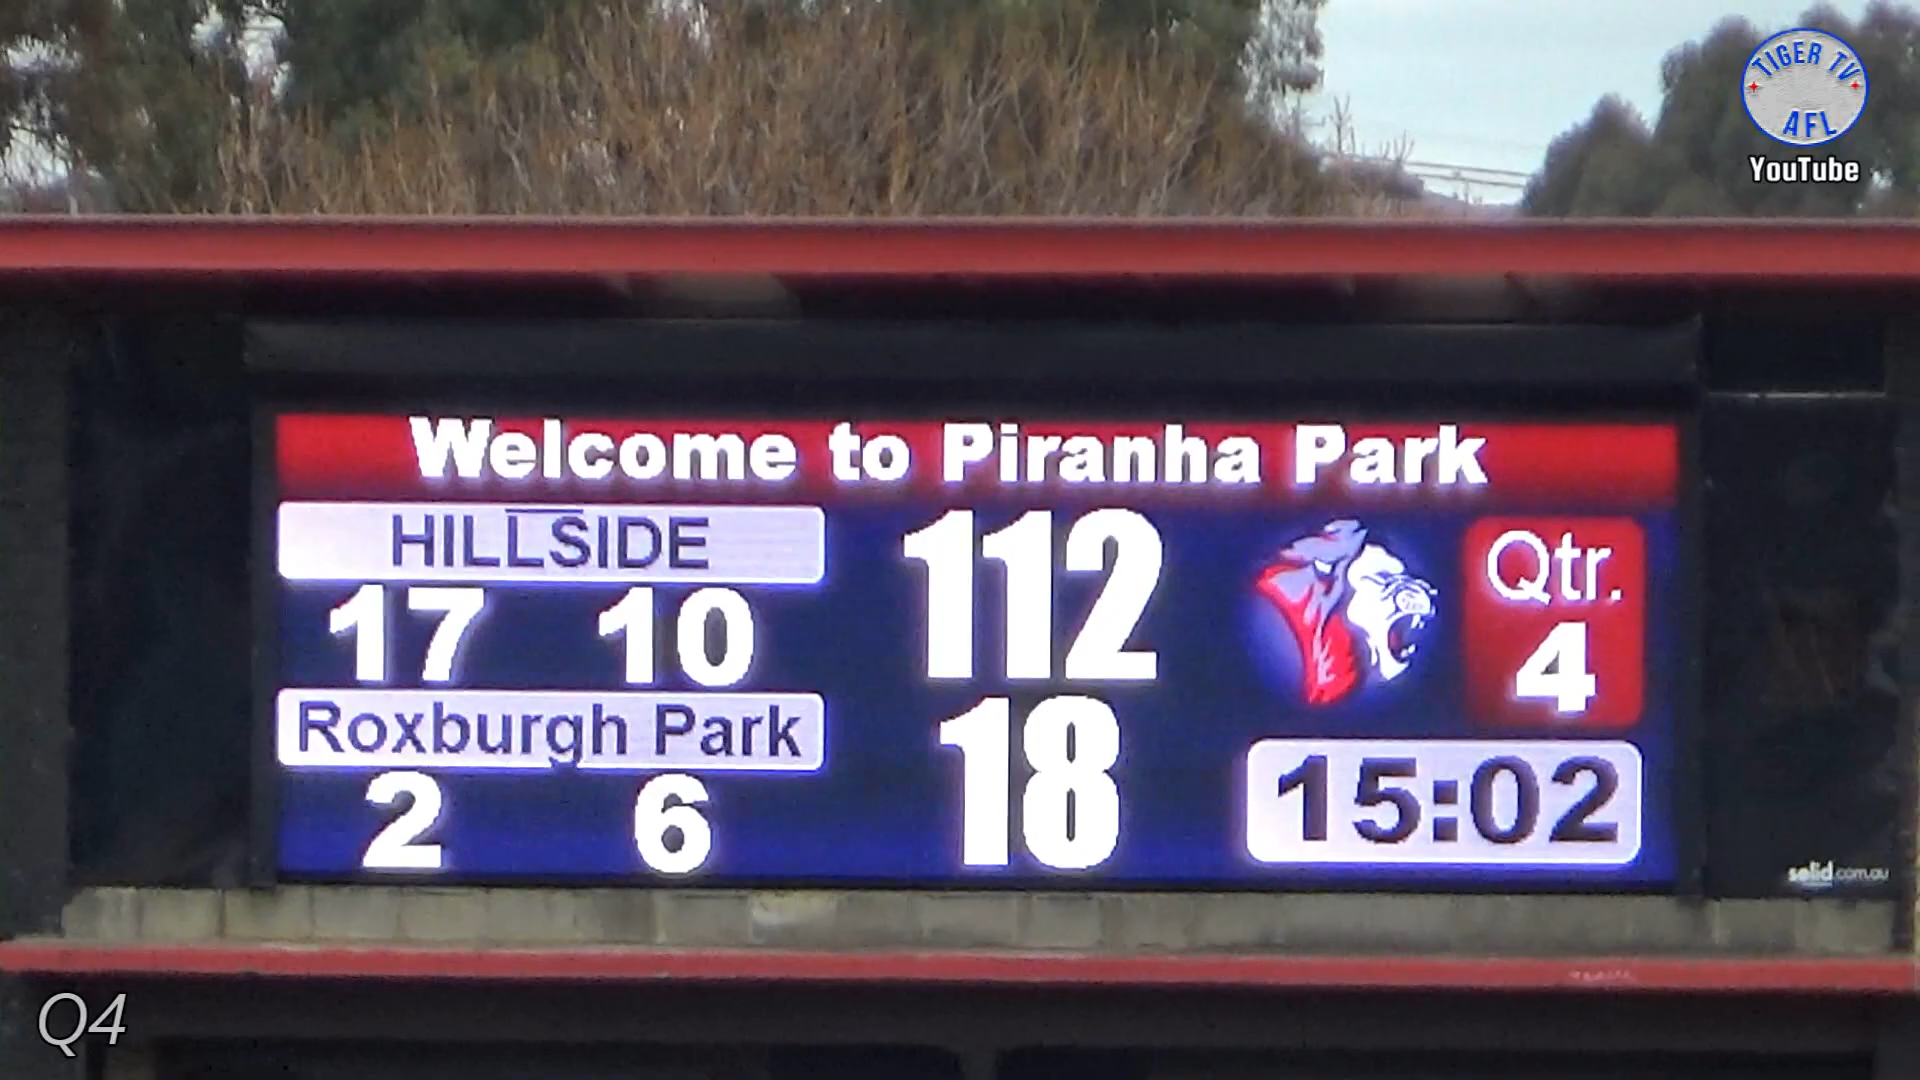 TIGER TV
AFL
YouTube
Welcome to Piranha Park
HILLSIDE
17 10
112
Qtr.
4
Roxburgh Park
2 6
18
15:02
solid.com.au
Q4